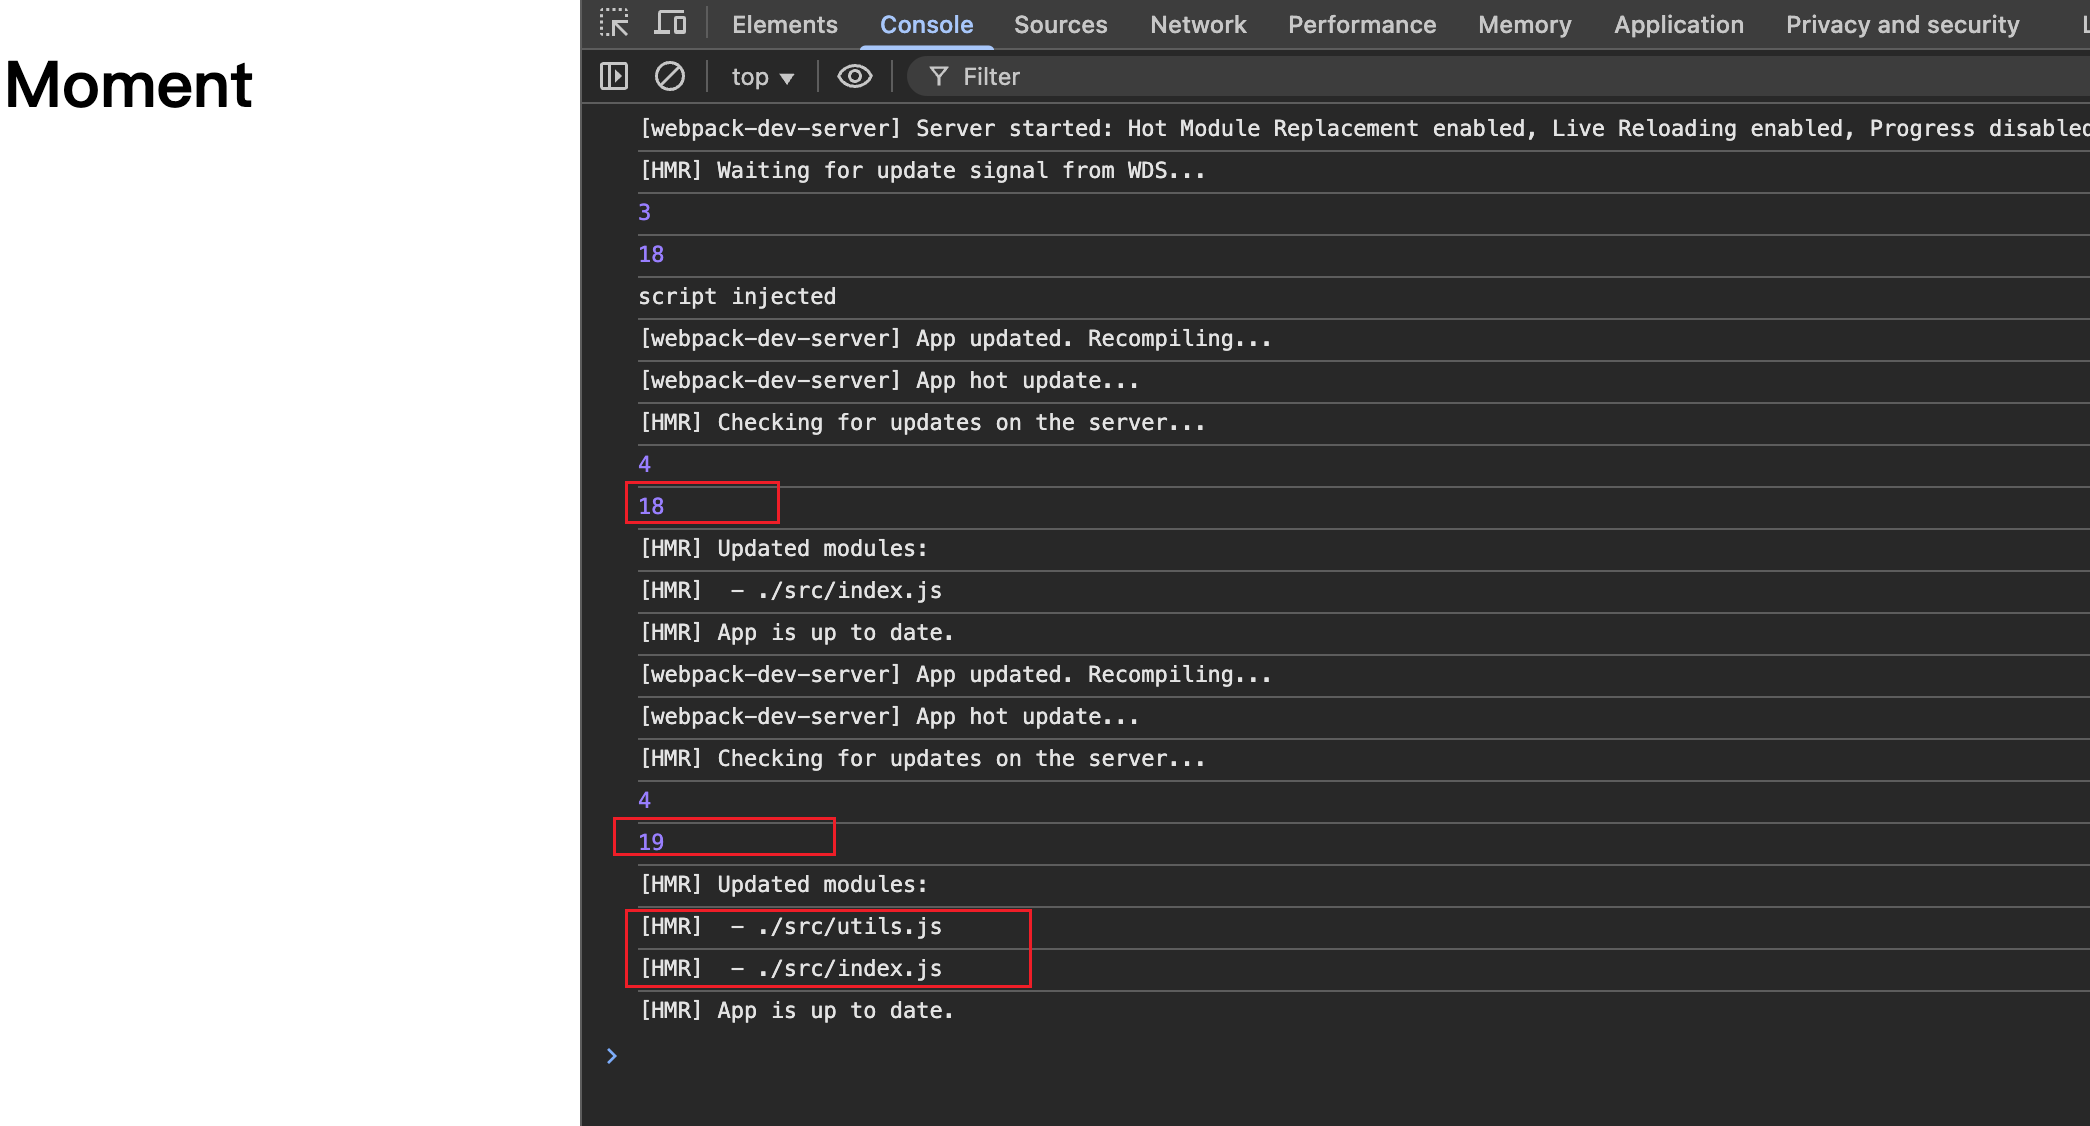 Moment
Elements Console Sources Network Performance Memory Application Privacy and security
top Filter
[webpack-dev-server] Server started: Hot Module Replacement enabled, Live Reloading enabled, Progress disabled
[HMR] Waiting for update signal from WDS...
3
18
script injected
[webpack-dev-server] App updated. Recompiling...
[webpack-dev-server] App hot update...
[HMR] Checking for updates on the server...
4
18
[HMR] Updated modules:
[HMR]  - ./src/index.js
[HMR] App is up to date.
[webpack-dev-server] App updated. Recompiling...
[webpack-dev-server] App hot update...
[HMR] Checking for updates on the server...
4
19
[HMR] Updated modules:
[HMR]  - ./src/utils.js
[HMR]  - ./src/index.js
[HMR] App is up to date.